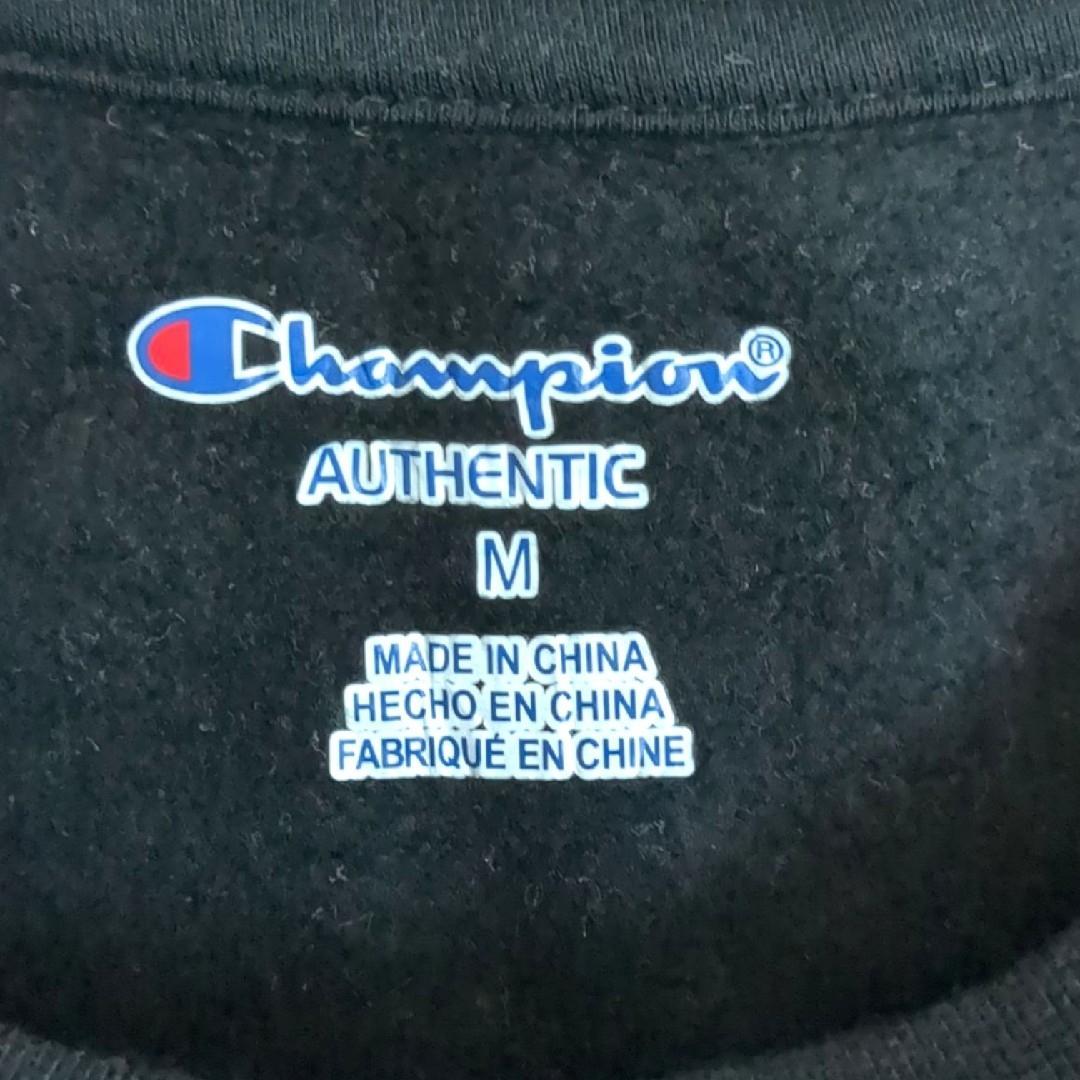 Champion®
AUTHENTIC
M
MADE IN CHINA
HECHO EN CHINA
FABRIQUÉ EN CHINE